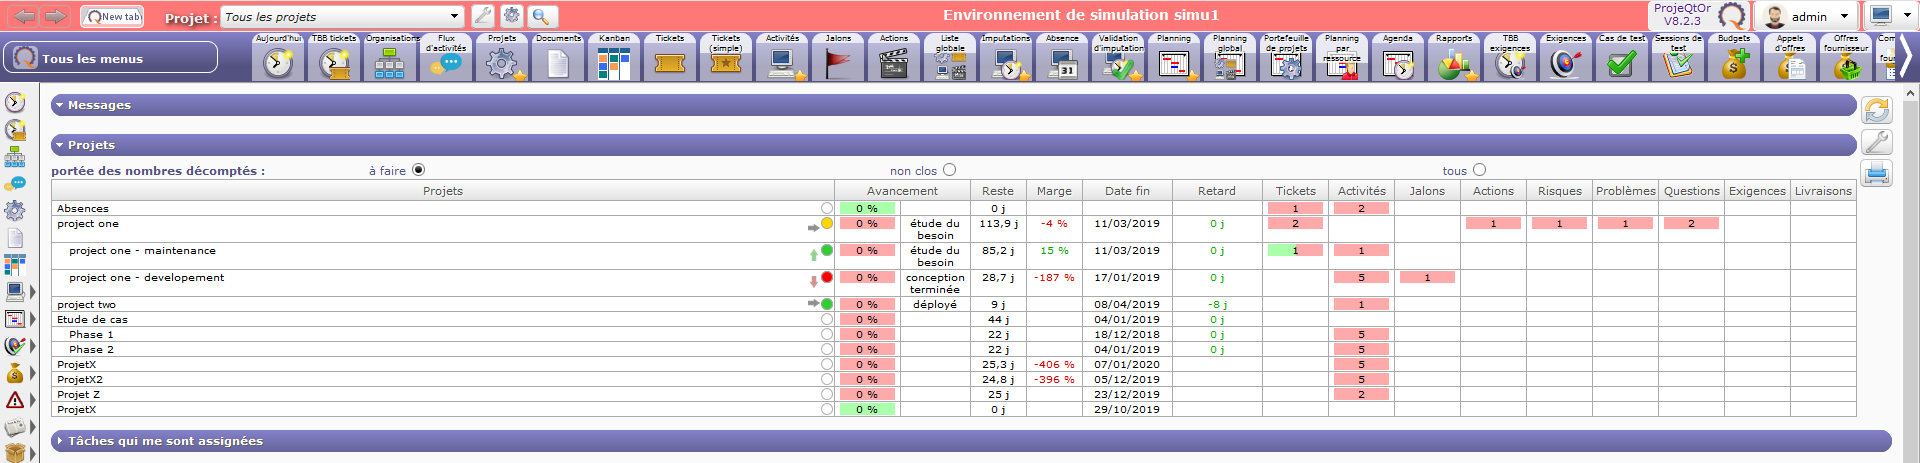 New tab
Projet : Tous les projets
Environnement de simulation simu1
ProjeQtOr
V8.2.3
admin
Tous les menus
Aujourd'hui
TBB tickets
Organisations
Flux
d'activités
Projets
Documents
Kanban
Tickets
Tickets
(simple)
Activités
Jalons
Actions
Liste
globale
Imputations
Absence
Validation
d'imputation
Planning
Planning
global
Portefeuille
de projets
Planning
par
ressource
Agenda
Rapports
TBB
exigences
Exigences
Cas de test
Sessions de
test
Budgets
Appels
d'offres
Offres
fournisseur
Com
fou
Messages
Projets
portée des nombres décomptés : à faire non clos tous
Projets Avancement Reste Marge Date fin Retard Tickets Activités Jalons Actions Risques Problèmes Questions Exigences Livraisons
Absences 0 % 0 j 1 2
project one 0 % étude du besoin 113,9 j -4 % 11/03/2019 0 j 2 1 1 1 2
project one - maintenance 0 % étude du besoin 85,2 j 15 % 11/03/2019 0 j 1 1
project one - developement 0 % conception terminée 28,7 j -187 % 17/01/2019 0 j 5 1
project two 0 % déployé 9 j 08/04/2019 -8 j 1
Etude de cas 0 % 44 j 04/01/2019 0 j
Phase 1 0 % 22 j 18/12/2018 0 j 5
Phase 2 0 % 22 j 04/01/2019 0 j 5
ProjetX 0 % 25,3 j -406 % 07/01/2020 5
ProjetX2 0 % 24,8 j -396 % 05/12/2019 5
Projet Z 0 % 25 j 23/12/2019 2
ProjetX 0 % 0 j 29/10/2019
Tâches qui me sont assignées